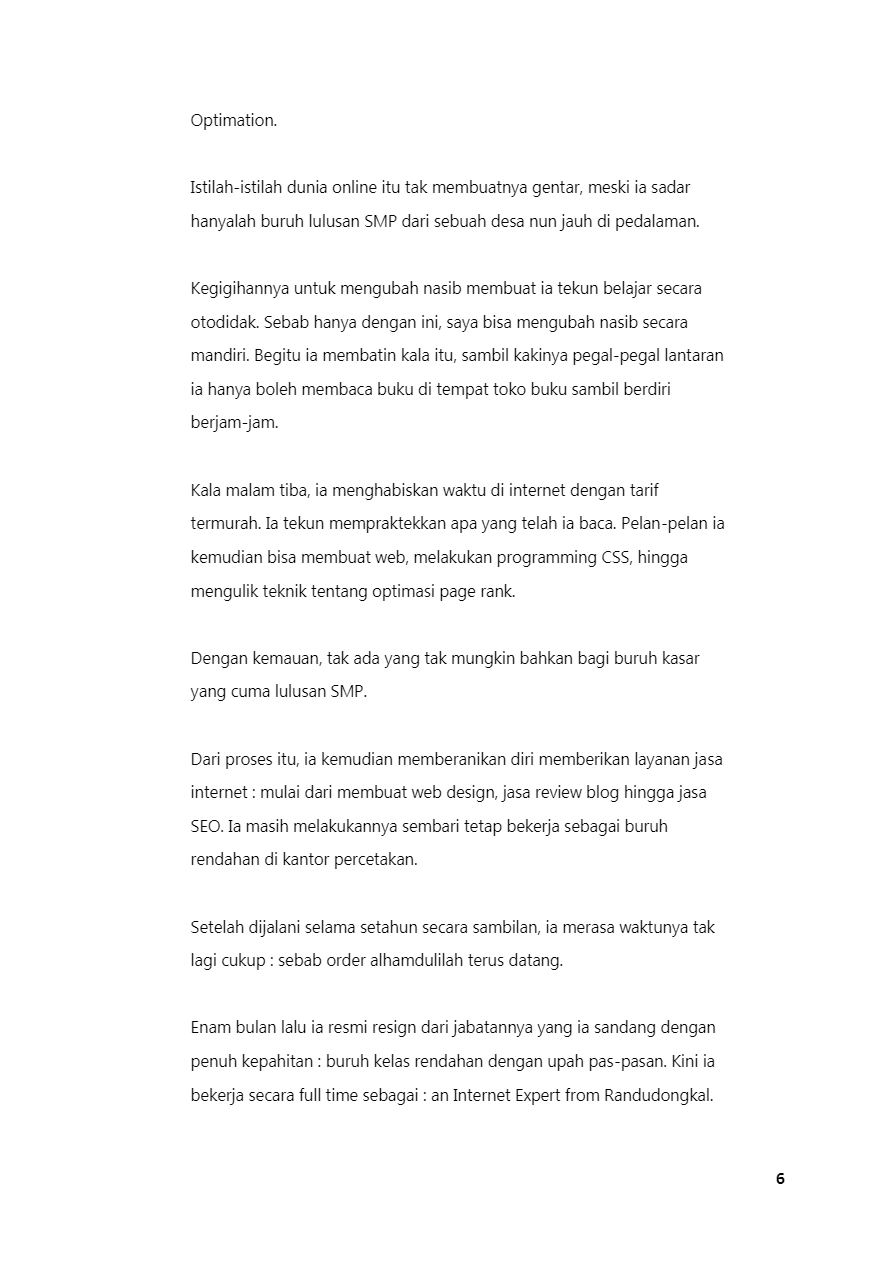 Optimation.
Istilah-istilah dunia online itu tak membuatnya gentar, meski ia sadar
hanyalah buruh lulusan SMP dari sebuah desa nun jauh di pedalaman.
Kegigihannya untuk mengubah nasib membuat ia tekun belajar secara
otodidak. Sebab hanya dengan ini, saya bisa mengubah nasib secara
mandiri. Begitu ia membatin kala itu, sambil kakinya pegal-pegal lantaran
ia hanya boleh membaca buku di tempat toko buku sambil berdiri
berjam-jam.
Kala malam tiba, ia menghabiskan waktu di internet dengan tarif
termurah. Ia tekun mempraktekkan apa yang telah ia baca. Pelan-pelan ia
kemudian bisa membuat web, melakukan programming CSS, hingga
mengulik teknik tentang optimasi page rank.
Dengan kemauan, tak ada yang tak mungkin bahkan bagi buruh kasar
yang cuma lulusan SMP.
Dari proses itu, ia kemudian memberanikan diri memberikan layanan jasa
internet : mulai dari membuat web design, jasa review blog hingga jasa
SEO. Ia masih melakukannya sembari tetap bekerja sebagai buruh
rendahan di kantor percetakan.
Setelah dijalani selama setahun secara sambilan, ia merasa waktunya tak
lagi cukup : sebab order alhamdulilah terus datang.
Enam bulan lalu ia resmi resign dari jabatannya yang ia sandang dengan
penuh kepahitan : buruh kelas rendahan dengan upah pas-pasan. Kini ia
bekerja secara full time sebagai : an Internet Expert from Randudongkal.
6